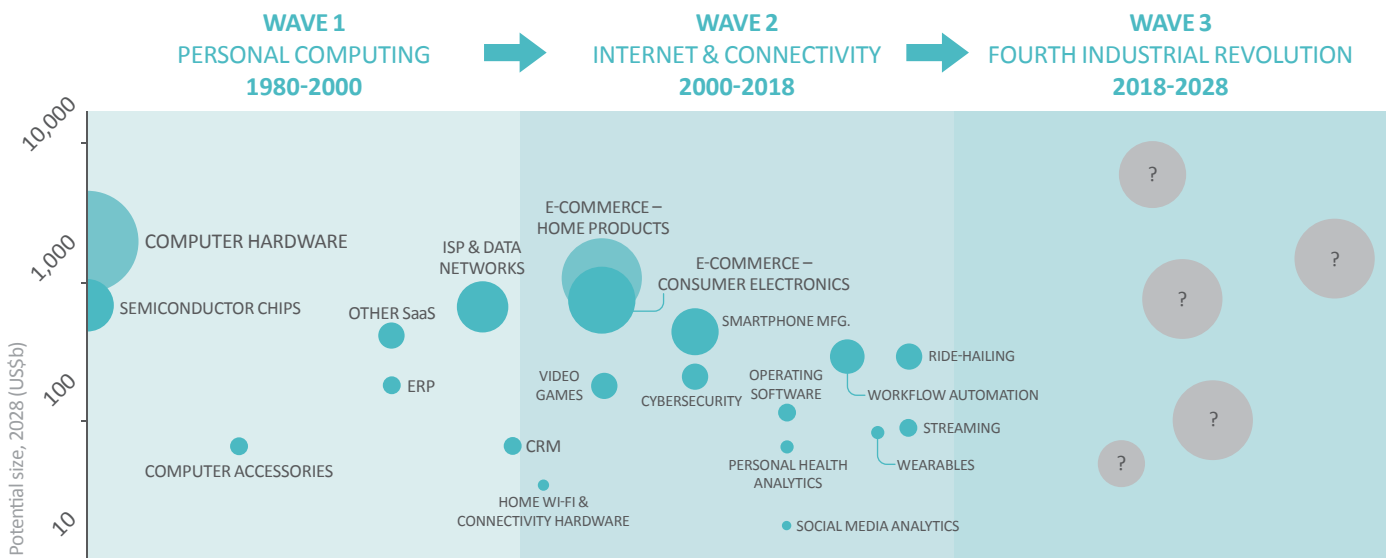 WAVE 1
PERSONAL COMPUTING
1980-2000
WAVE 2
INTERNET & CONNECTIVITY
2000-2018
WAVE 3
FOURTH INDUSTRIAL REVOLUTION
2018-2028
Potential size, 2028 (US$b)
10,000
1,000
100
10
COMPUTER HARDWARE
SEMICONDUCTOR CHIPS
OTHER SaaS
ERP
COMPUTER ACCESSORIES
ISP & DATA
NETWORKS
CRM
HOME WI-FI &
CONNECTIVITY HARDWARE
E-COMMERCE –
HOME PRODUCTS
E-COMMERCE –
CONSUMER ELECTRONICS
SMARTPHONE MFG.
VIDEO
GAMES
CYBERSECURITY
OPERATING
SOFTWARE
RIDE-HAILING
WORKFLOW AUTOMATION
STREAMING
WEARABLES
PERSONAL HEALTH
ANALYTICS
SOCIAL MEDIA ANALYTICS
?
?
?
?
?